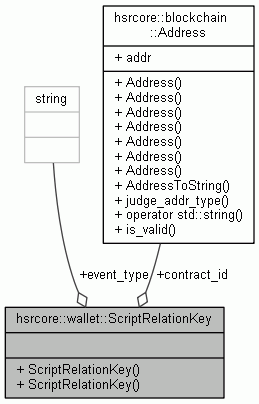 hsrcore::blockchain
::Address
+ addr
+ Address()
+ Address()
+ Address()
+ Address()
+ Address()
+ Address()
+ Address()
+ AddressToString()
+ judge_addr_type()
+ operator std::string()
+ is_valid()
string
+event_type
+contract_id
hsrcore::wallet::ScriptRelationKey
+ ScriptRelationKey()
+ ScriptRelationKey()